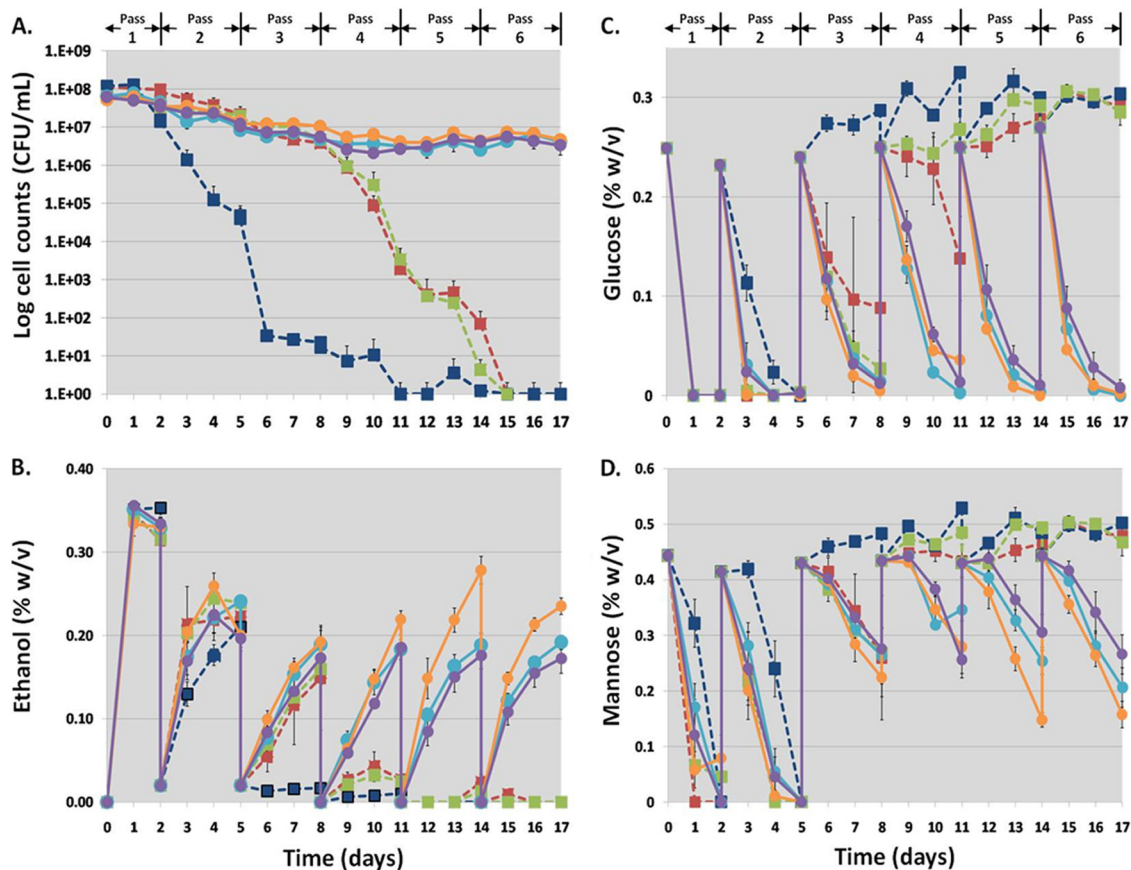 A.
Pass Pass Pass Pass Pass Pass
1 2 3 4 5 6
Log cell counts (CFU/mL)
1.E+09
1.E+08
1.E+07
1.E+06
1.E+05
1.E+04
1.E+03
1.E+02
1.E+01
1.E+00
0 1 2 3 4 5 6 7 8 9 10 11 12 13 14 15 16 17
B.
Ethanol (% w/v)
0.40
0.30
0.20
0.10
0.00
0 1 2 3 4 5 6 7 8 9 10 11 12 13 14 15 16 17
Time (days)
C.
Pass Pass Pass Pass Pass Pass
1 2 3 4 5 6
Glucose (% w/v)
0.3
0.2
0.1
0
0 1 2 3 4 5 6 7 8 9 10 11 12 13 14 15 16 17
D.
Mannose (% w/v)
0.6
0.5
0.4
0.3
0.2
0.1
0
0 1 2 3 4 5 6 7 8 9 10 11 12 13 14 15 16 17
Time (days)